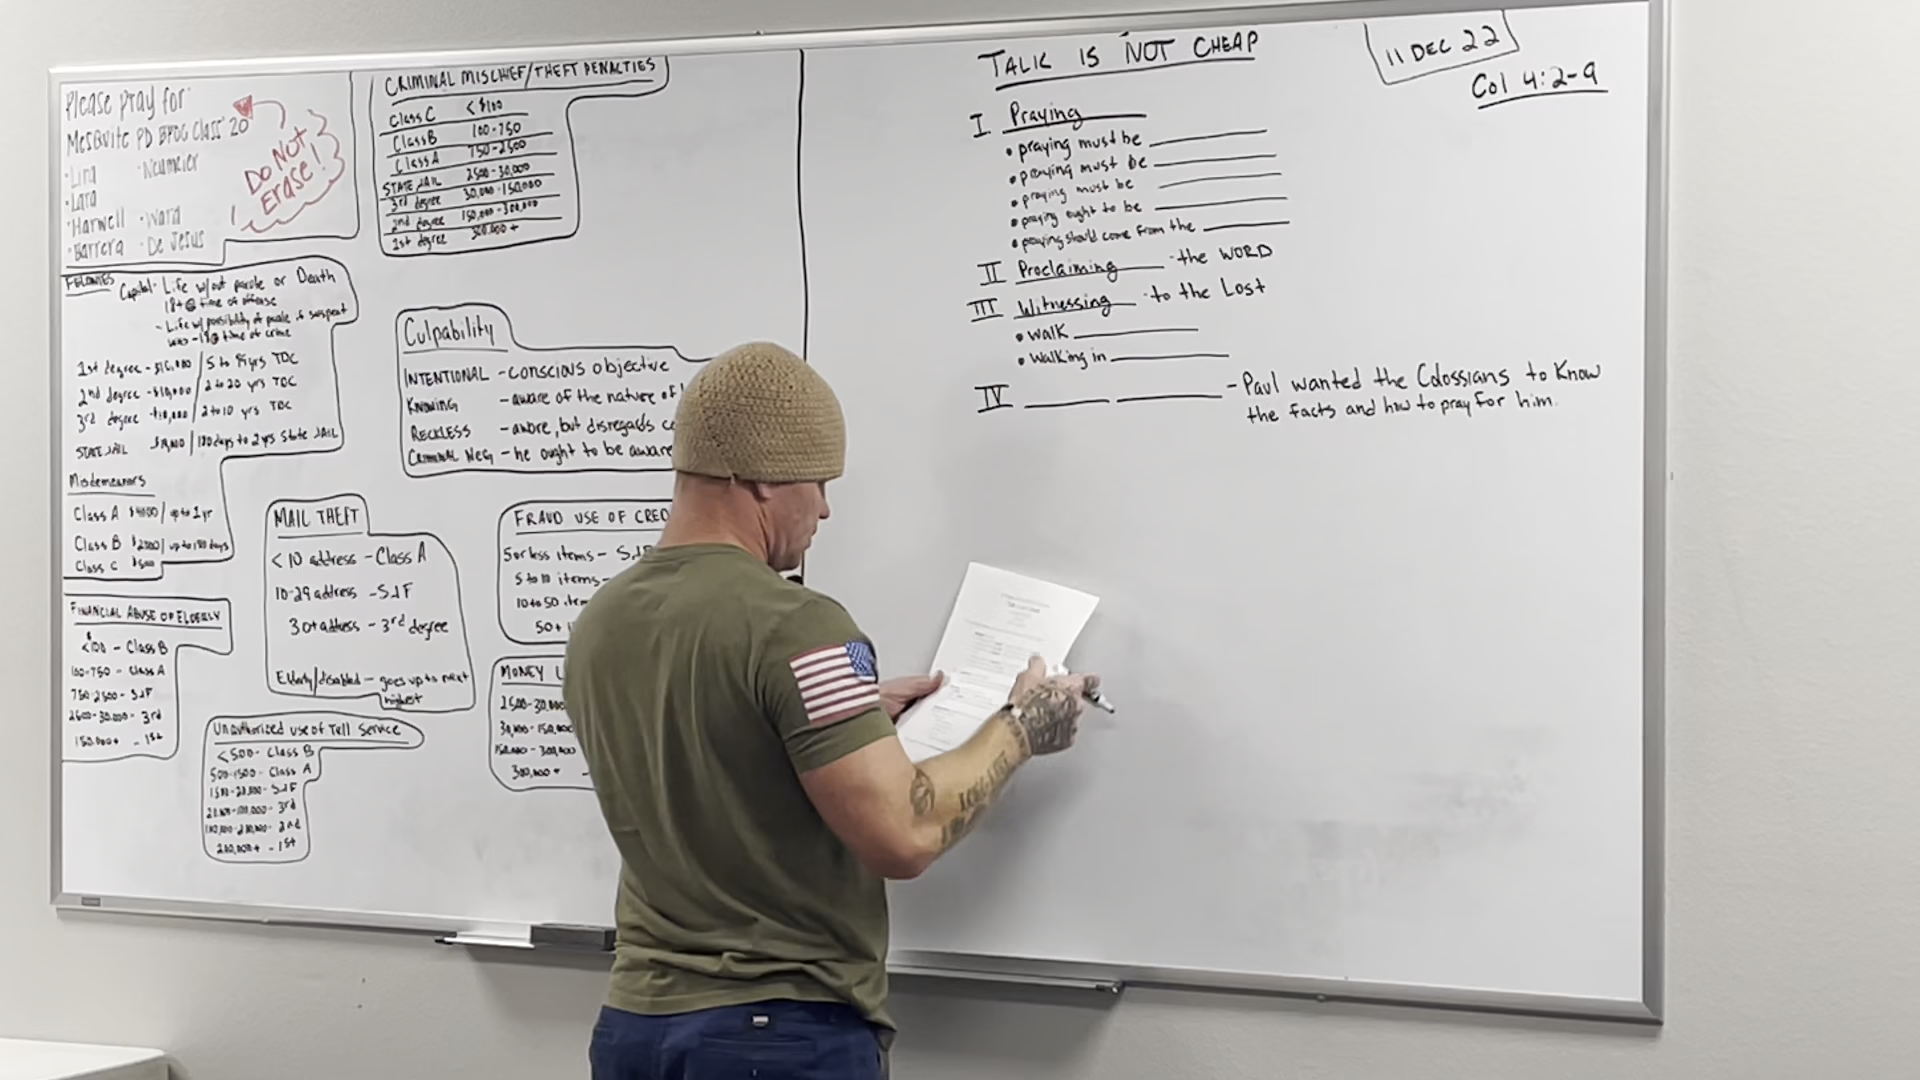 Please pray for
Mesquite PD BPOC Class 20
DO NOT
ERASE!
· Lira · Neumeier
· Lara
· Harwell · Ward
· Barrera · De Jesus
CRIMINAL MISCHIEF/THEFT PENALTIES
Class C < $100
Class B 100-750
Class A 750-2500
STATE JAIL 2500-30,000
3rd degree 30,000-150,000
2nd degree 150,000-300,000
1st degree 300,000+
FELONIES
Capital - Life w/out parole or Death
18+@ time of offense
- Life w/ possibility of parole if suspect
was -18@ time of crime
1st degree - $10,000 / 5 to 99yrs TDC
2nd degree - $10,000 / 2 to 20 yrs TDC
3rd degree - $10,000 / 2 to 10 yrs TDC
STATE JAIL $10,000 / 180days to 2yrs State JAIL
Misdemeanors
Class A $4000 / up to 1yr
Class B $2000 / up to 180 days
Class C $500
Culpability
INTENTIONAL - conscious objective
KNOWING - aware of the nature of
RECKLESS - aware, but disregards
CRIMINAL NEG - he ought to be aware
MAIL THEFT
< 10 address - Class A
10-29 address - SJF
30+ address - 3rd degree
Elderly/disabled - goes up to next
highest
FRAUD USE OF CRED
5 or less items - SJF
5 to 10 items -
10 to 50 items
50+
FINANCIAL ABUSE OF ELDERLY
<$100 - Class B
100-750 - Class A
750-2500 - SJF
2500-30,000 - 3rd
150,000+ - 1st
Unauthorized use of Tell Service
<500 - Class B
500-1500 - Class A
1500-20,000 - SJF
20,000-100,000 - 3rd
100,000-200,000 - 2nd
200,000+ - 1st
MONEY L
2500-30,000
30,000-150,000
150,000-300,000
300,000+ -
TALK IS NOT CHEAP
11 DEC 22
Col 4:2-9
I Praying
• praying must be
• praying must be
• praying must be
• praying ought to be
• praying should come from the
II Proclaiming - the WORD
III Witnessing - to the Lost
• walk
• walking in
IV - Paul wanted the Colossians to Know
the facts and how to pray for him.